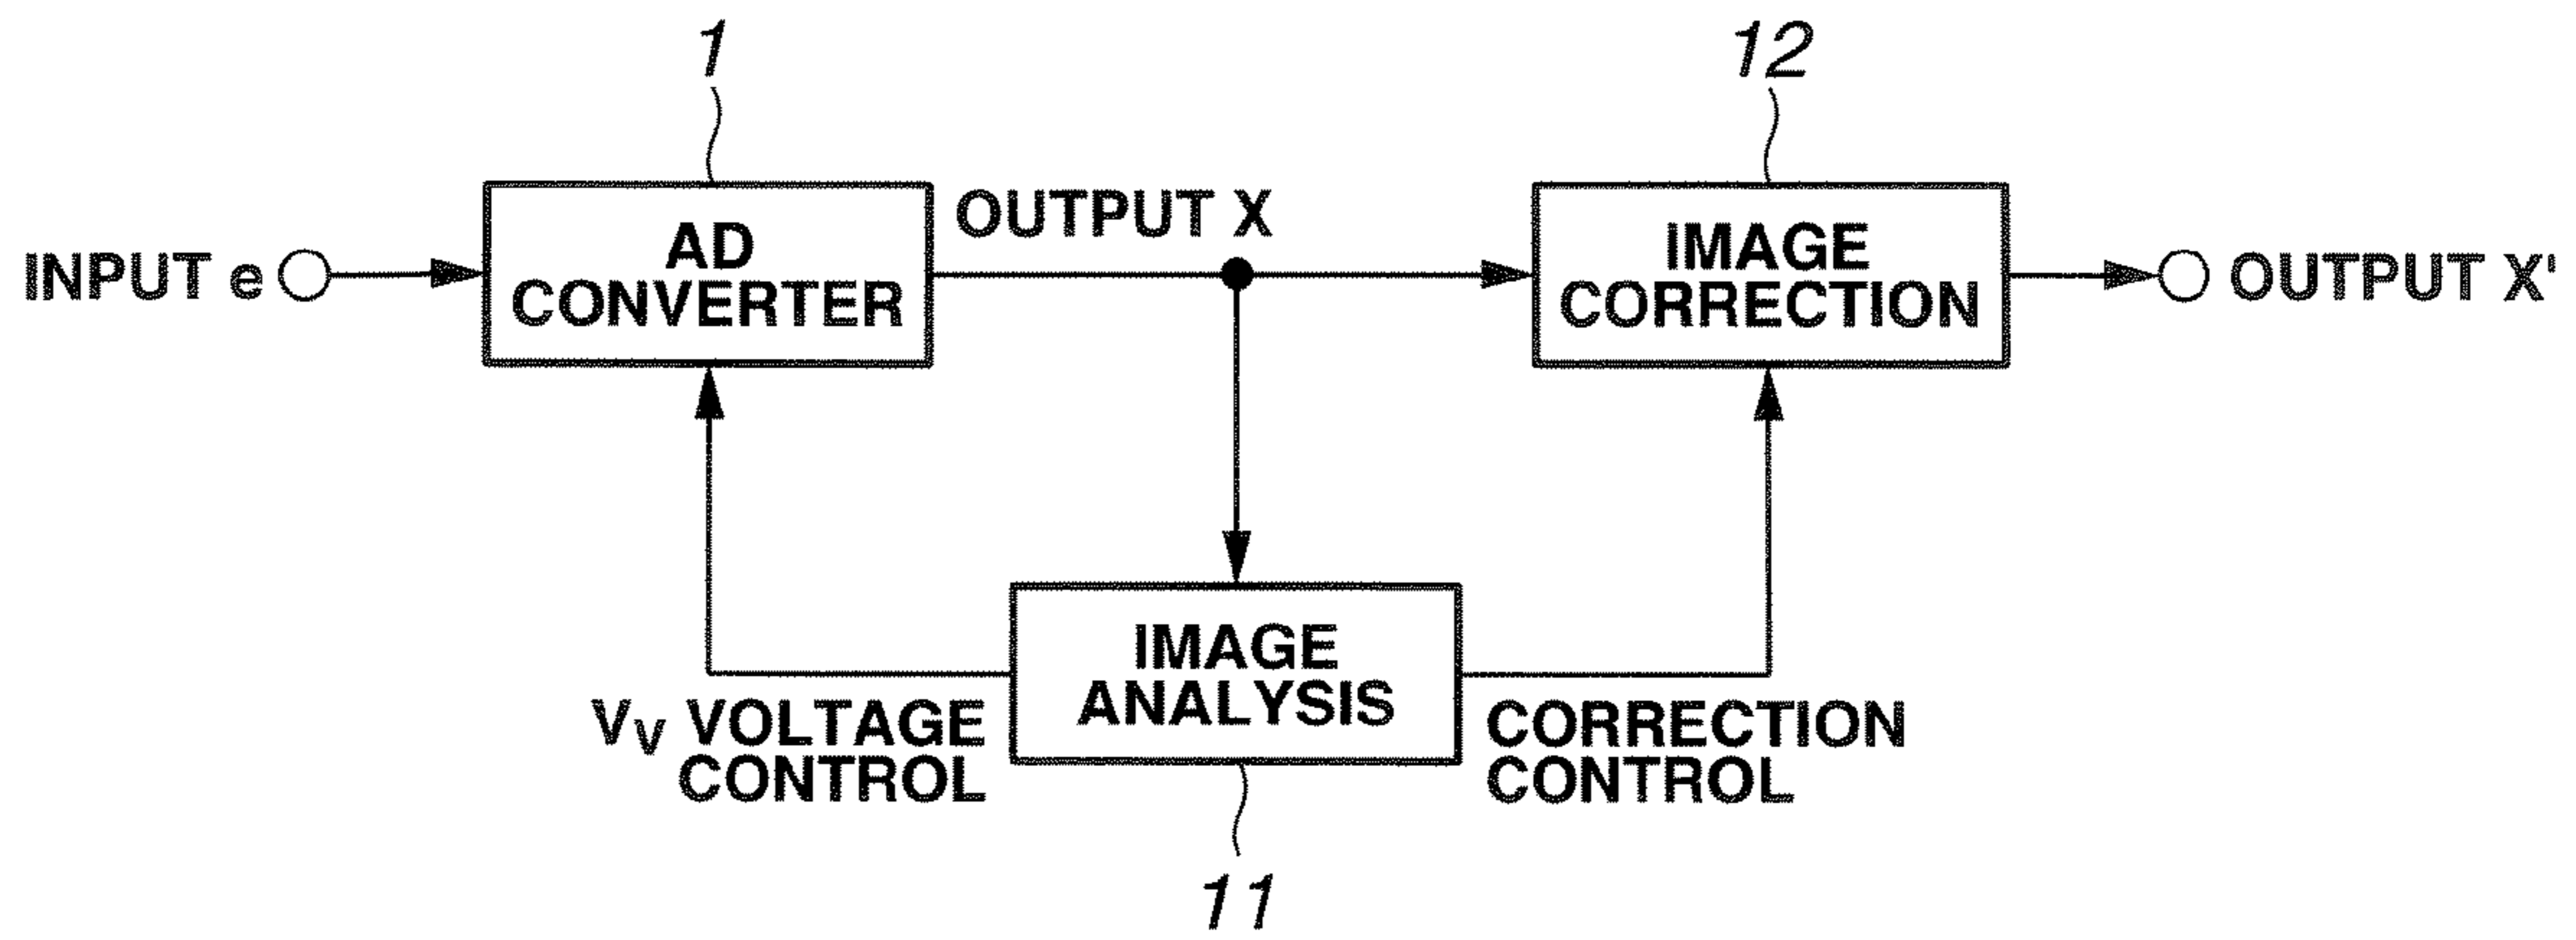 1
12
INPUT e
AD
CONVERTER
OUTPUT X
IMAGE
CORRECTION
OUTPUT X'
IMAGE
ANALYSIS
VV VOLTAGE
CONTROL
CORRECTION
CONTROL
11